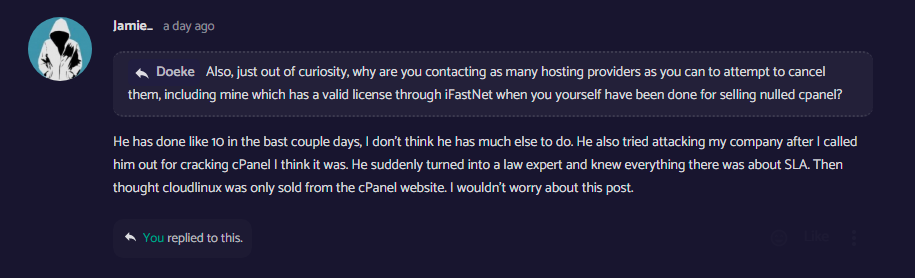 Jamie_ a day ago
Doeke Also, just out of curiosity, why are you contacting as many hosting providers as you can to attempt to cancel
them, including mine which has a valid license through iFastNet when you yourself have been done for selling nulled cpanel?
He has done like 10 in the bast couple days, I don't think he has much else to do. He also tried attacking my company after I called
him out for cracking cPanel I think it was. He suddenly turned into a law expert and knew everything there was about SLA. Then
thought cloudlinux was only sold from the cPanel website. I wouldn't worry about this post.
You replied to this.
Like